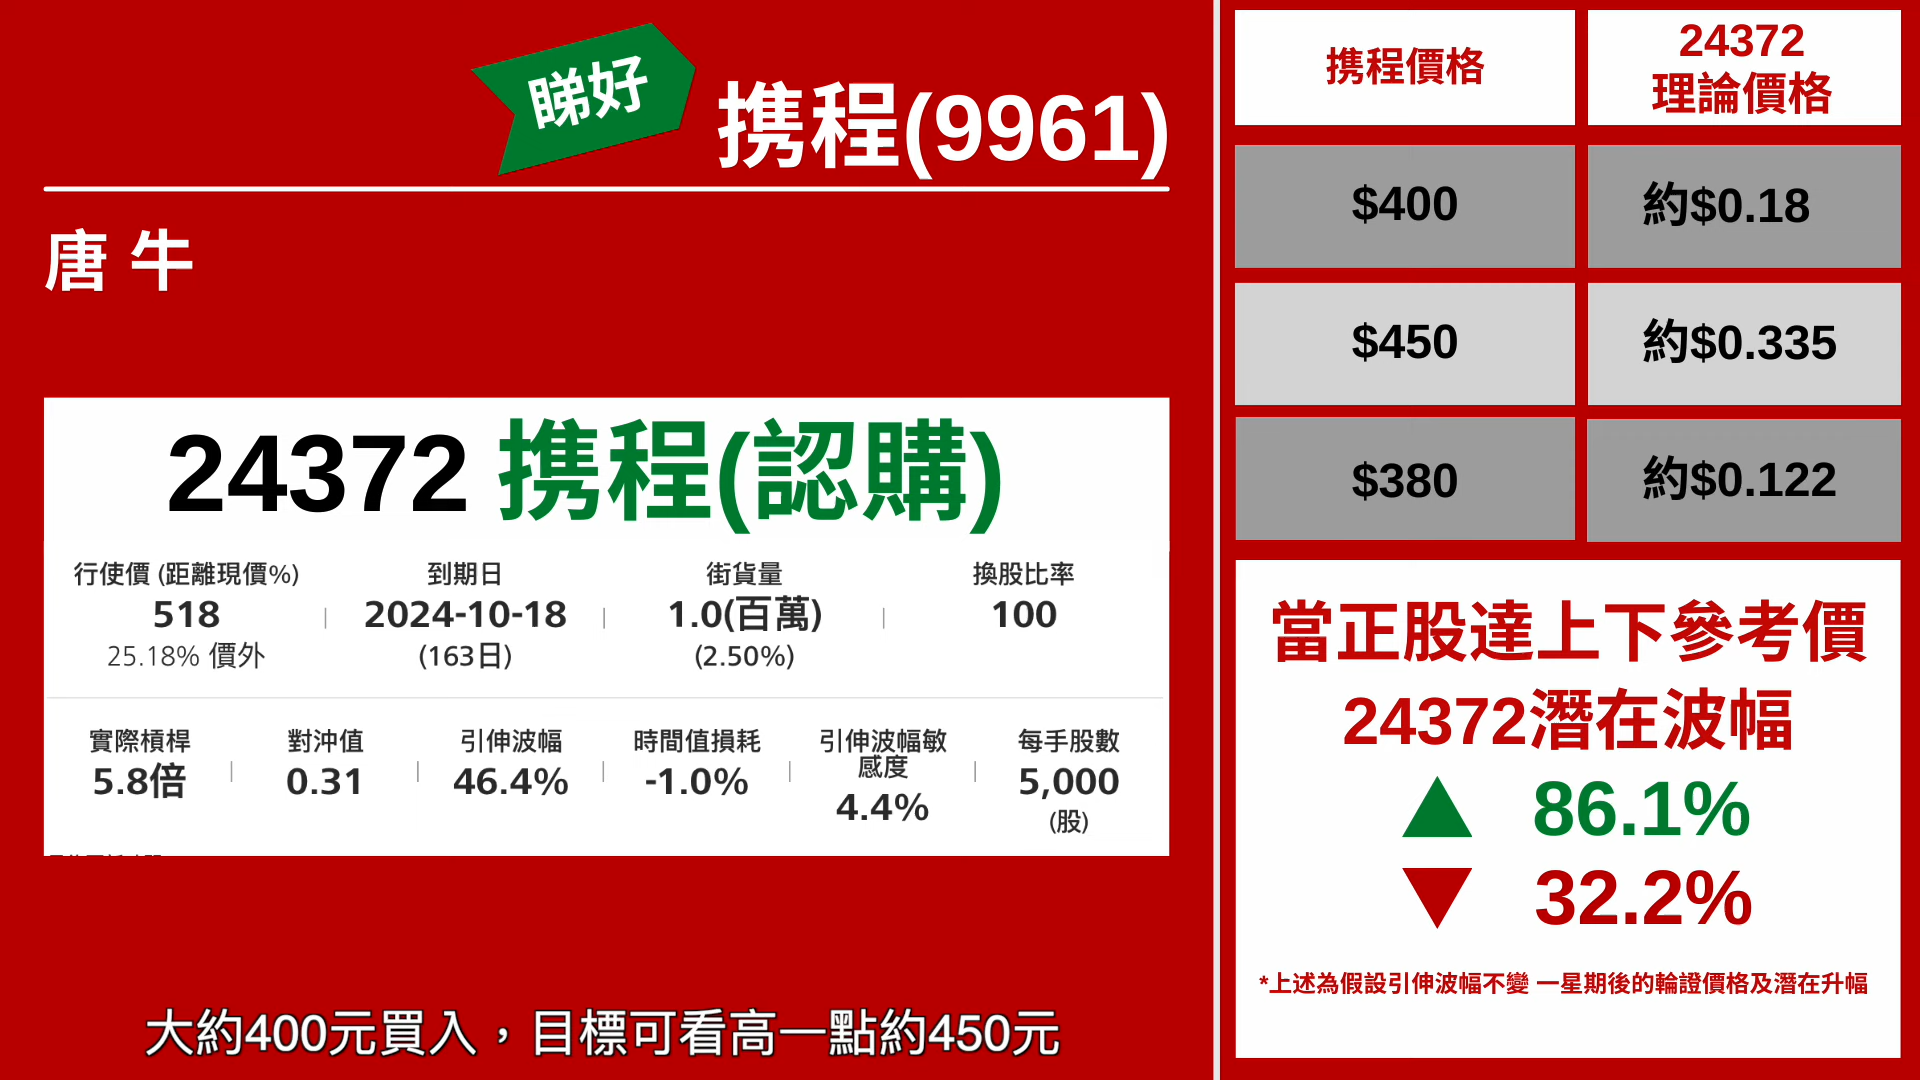 睇好
携程(9961)
唐牛
24372 携程(認購)
行使價 (距離現價%)
518
25.18% 價外
到期日
2024-10-18
(163日)
街貨量
1.0(百萬)
(2.50%)
換股比率
100
實際槓桿
5.8倍
對沖值
0.31
引伸波幅
46.4%
時間值損耗
-1.0%
引伸波幅敏
感度
4.4%
每手股數
5,000
(股)
大約400元買入，目標可看高一點約450元
携程價格
24372
理論價格
$400
約$0.18
$450
約$0.335
$380
約$0.122
當正股達上下參考價
24372潛在波幅
▲ 86.1%
▼ 32.2%
*上述為假設引伸波幅不變 一星期後的輪證價格及潛在升幅